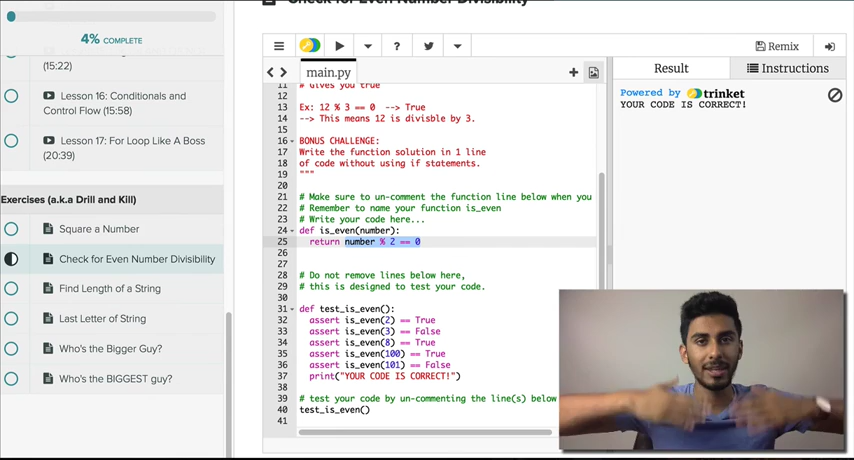 Check for Even Number Divisibility
4% COMPLETE
(15:22)
Lesson 16: Conditionals and
Control Flow (15:58)
Lesson 17: For Loop Like A Boss
(20:39)
Exercises (a.k.a Drill and Kill)
Square a Number
Check for Even Number Divisibility
Find Length of a String
Last Letter of String
Who's the Bigger Guy?
Who's the BIGGEST guy?
?
Remix
main.py
+
Result
Instructions
11 # Gives you true
12
13 Ex: 12 % 3 == 0 --> True
14 --> This means 12 is divisble by 3.
15
16 BONUS CHALLENGE:
17 Write the function solution in 1 line
18 of code without using if statements.
19 """
20
21 # Make sure to un-comment the function line below when you
22 # Remember to name your function is_even
23 # Write your code here...
24 def is_even(number):
25 return number % 2 == 0
26
27
28 # Do not remove lines below here,
29 # this is designed to test your code.
30
31 def test_is_even():
32 assert is_even(2) == True
33 assert is_even(3) == False
34 assert is_even(8) == True
35 assert is_even(100) == True
36 assert is_even(101) == False
37 print("YOUR CODE IS CORRECT!")
38
39 # test your code by un-commenting the line(s) below
40 test_is_even()
41
Powered by trinket
YOUR CODE IS CORRECT!